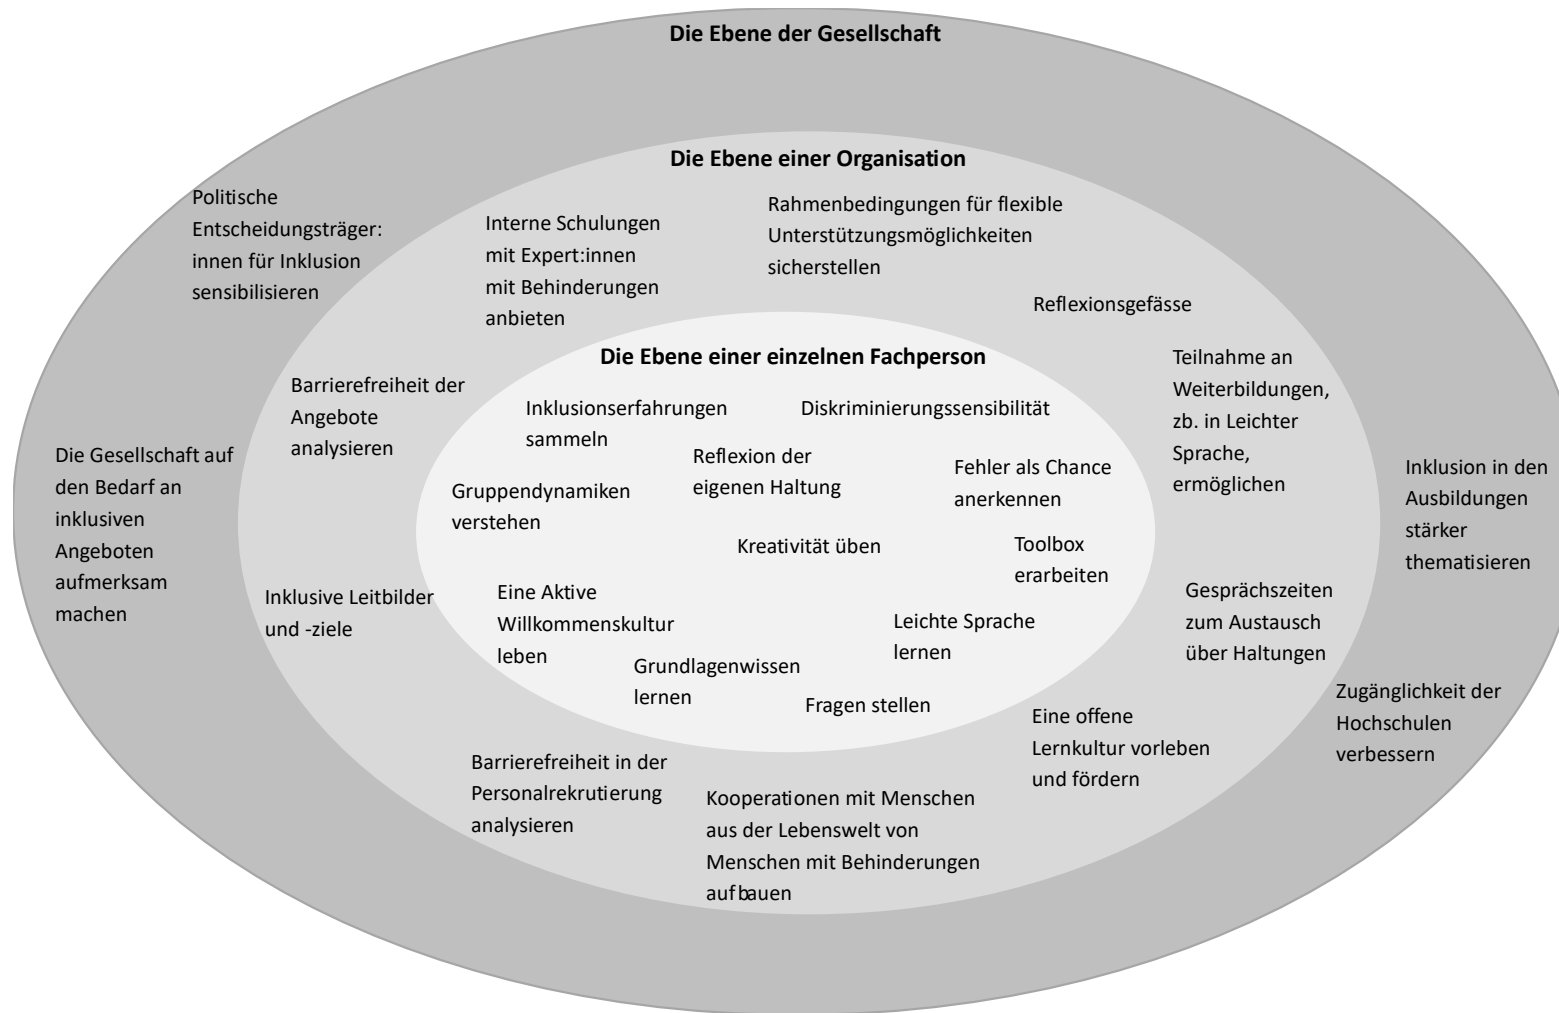 Die Ebene der Gesellschaft
Die Ebene einer Organisation
Politische
Entscheidungsträger:
innen für Inklusion
sensibilisieren
Interne Schulungen
mit Expert:innen
mit Behinderungen
anbieten
Rahmenbedingungen für flexible
Unterstützungsmöglichkeiten
sicherstellen
Reflexionsgefässe
Die Ebene einer einzelnen Fachperson
Teilnahme an
Weiterbildungen,
zb. in Leichter
Sprache,
ermöglichen
Barrierefreiheit der
Angebote
analysieren
Inklusionserfahrungen
sammeln
Diskriminierungssensibilität
Die Gesellschaft auf
den Bedarf an
inklusiven
Angeboten
aufmerksam
machen
Reflexion der
eigenen Haltung
Fehler als Chance
anerkennen
Inklusion in den
Ausbildungen
stärker
thematisieren
Gruppendynamiken
verstehen
Kreativität üben
Toolbox
erarbeiten
Inklusive Leitbilder
und -ziele
Eine Aktive
Willkommenskultur
leben
Leichte Sprache
lernen
Gesprächszeiten
zum Austausch
über Haltungen
Grundlagenwissen
lernen
Fragen stellen
Zugänglichkeit der
Hochschulen
verbessern
Eine offene
Lernkultur vorleben
und fördern
Barrierefreiheit in der
Personalrekrutierung
analysieren
Kooperationen mit Menschen
aus der Lebenswelt von
Menschen mit Behinderungen
aufbauen